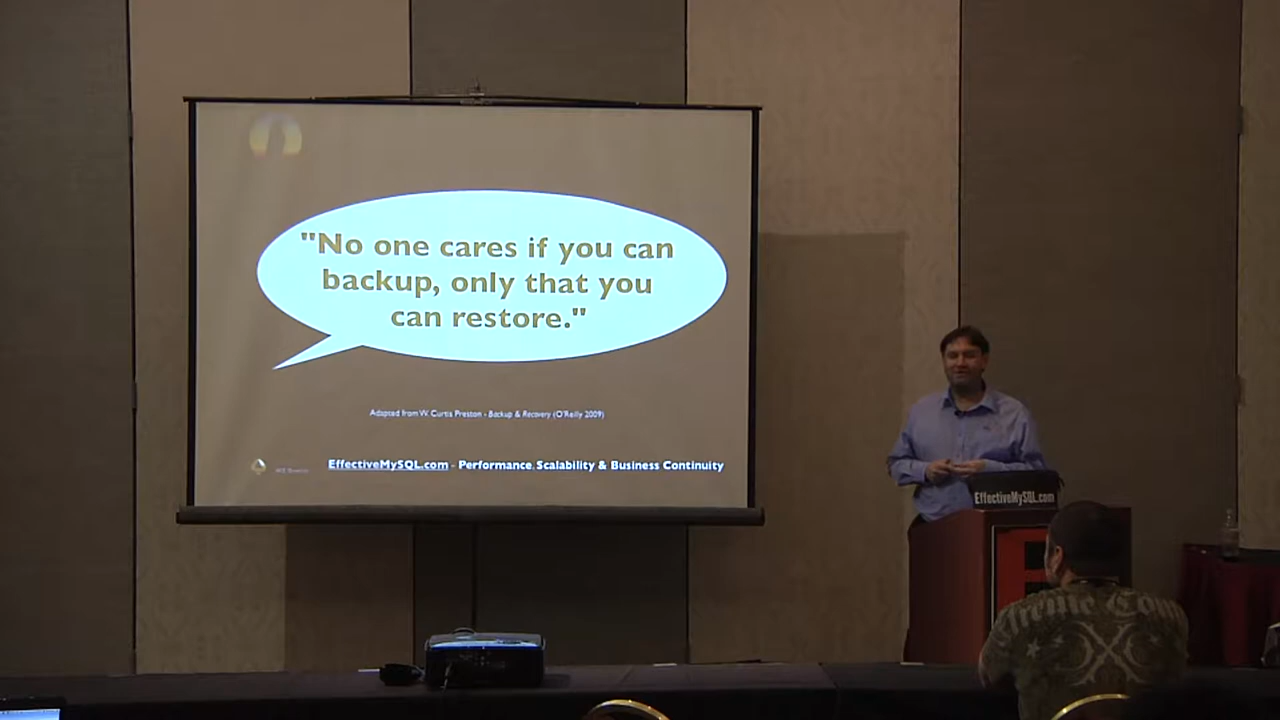 "No one cares if you can
backup, only that you
can restore."
Adapted from W. Curtis Preston - Backup & Recovery (O'Reilly 2009)
EffectiveMySQL.com - Performance, Scalability & Business Continuity
EffectiveMySQL.com